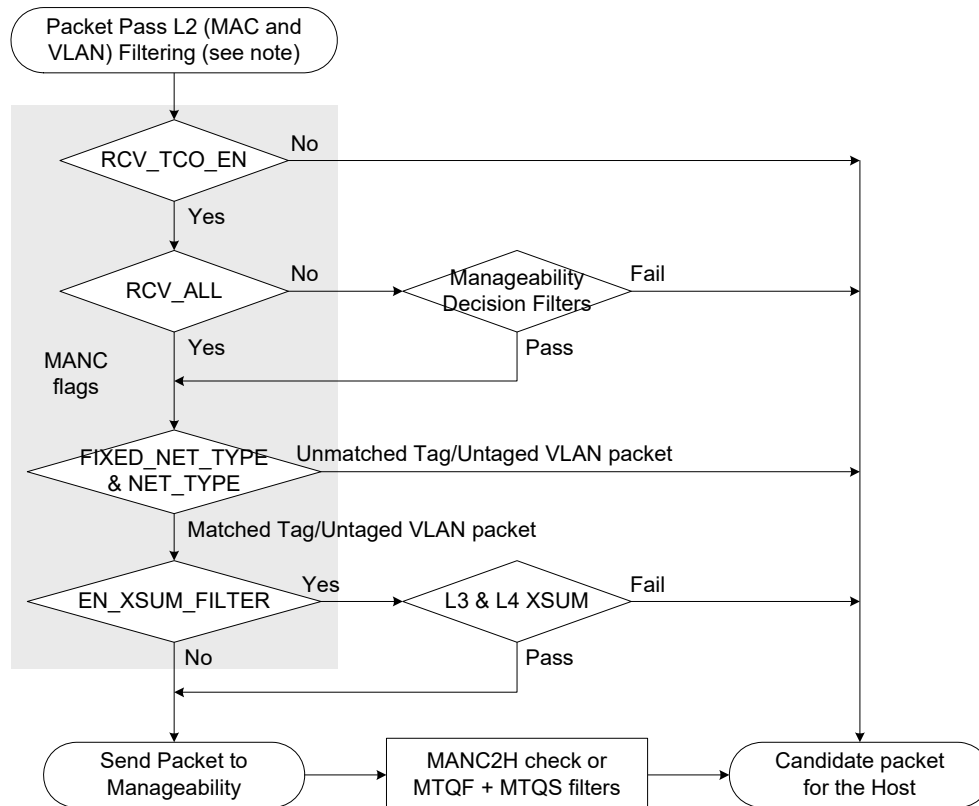 Packet Pass L2 (MAC and
VLAN) Filtering (see note)
No
RCV_TCO_EN
Yes
No
Manageability
Decision Filters
Fail
RCV_ALL
Yes
Pass
MANC
flags
FIXED_NET_TYPE
& NET_TYPE
Unmatched Tag/Untaged VLAN packet
Matched Tag/Untaged VLAN packet
Yes
Fail
EN_XSUM_FILTER
L3 & L4 XSUM
No
Pass
Send Packet to
Manageability
MANC2H check or
MTQF + MTQS filters
Candidate packet
for the Host